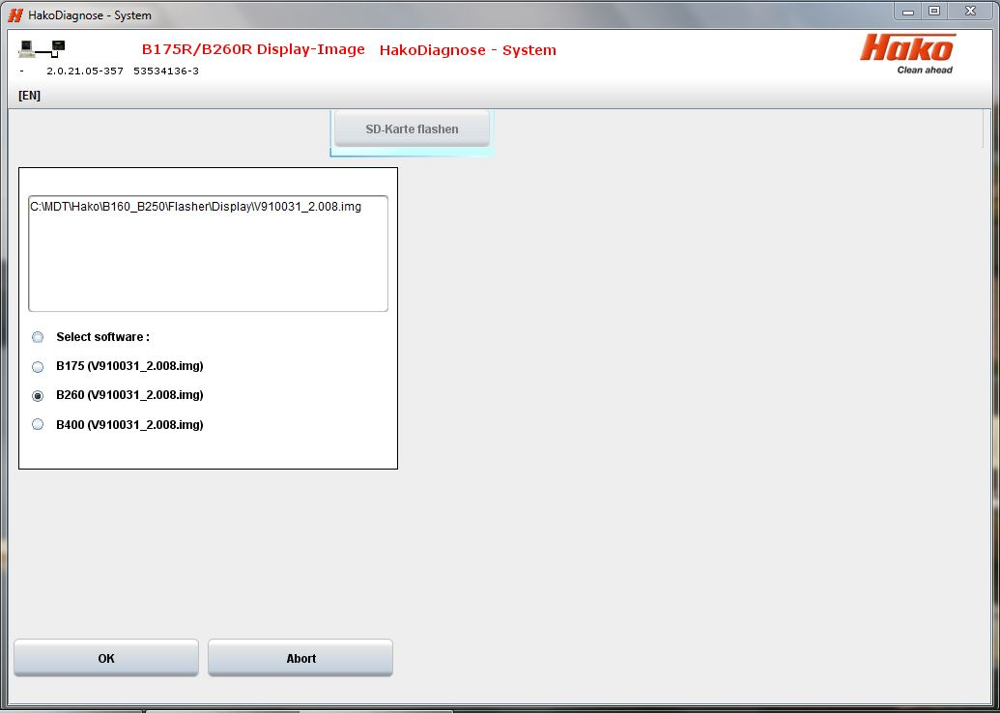 HakoDiagnose - System
B175R/B260R Display-Image HakoDiagnose - System
Hako
Clean ahead
- 2.0.21.05-357 53534136-3
[EN]
SD-Karte flashen
C:\MDT\Hako\B160_B250\Flasher\Display\V910031_2.008.img
Select software :
B175 (V910031_2.008.img)
B260 (V910031_2.008.img)
B400 (V910031_2.008.img)
OK Abort